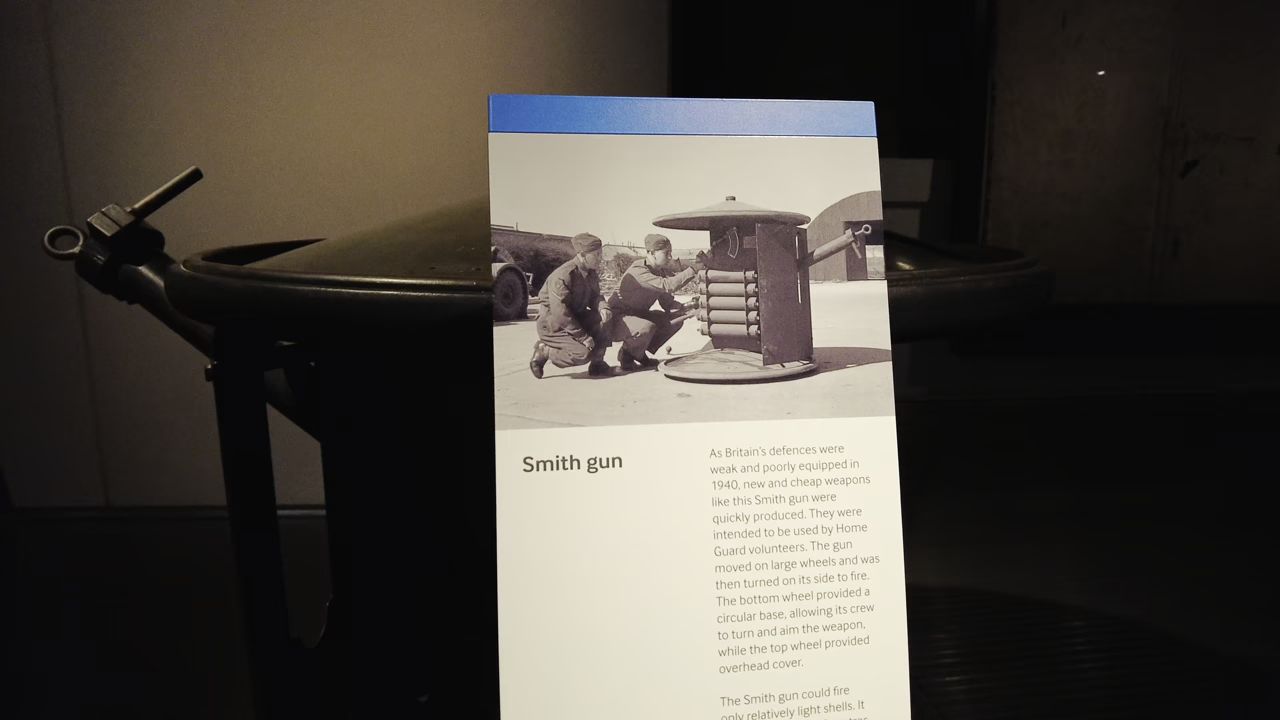 Smith gun
As Britain's defences were
weak and poorly equipped in
1940, new and cheap weapons
like this Smith gun were
quickly produced. They were
intended to be used by Home
Guard volunteers. The gun
moved on large wheels and was
then turned on its side to fire.
The bottom wheel provided a
circular base, allowing its crew
to turn and aim the weapon,
while the top wheel provided
overhead cover.
The Smith gun could fire
only relatively light shells. It